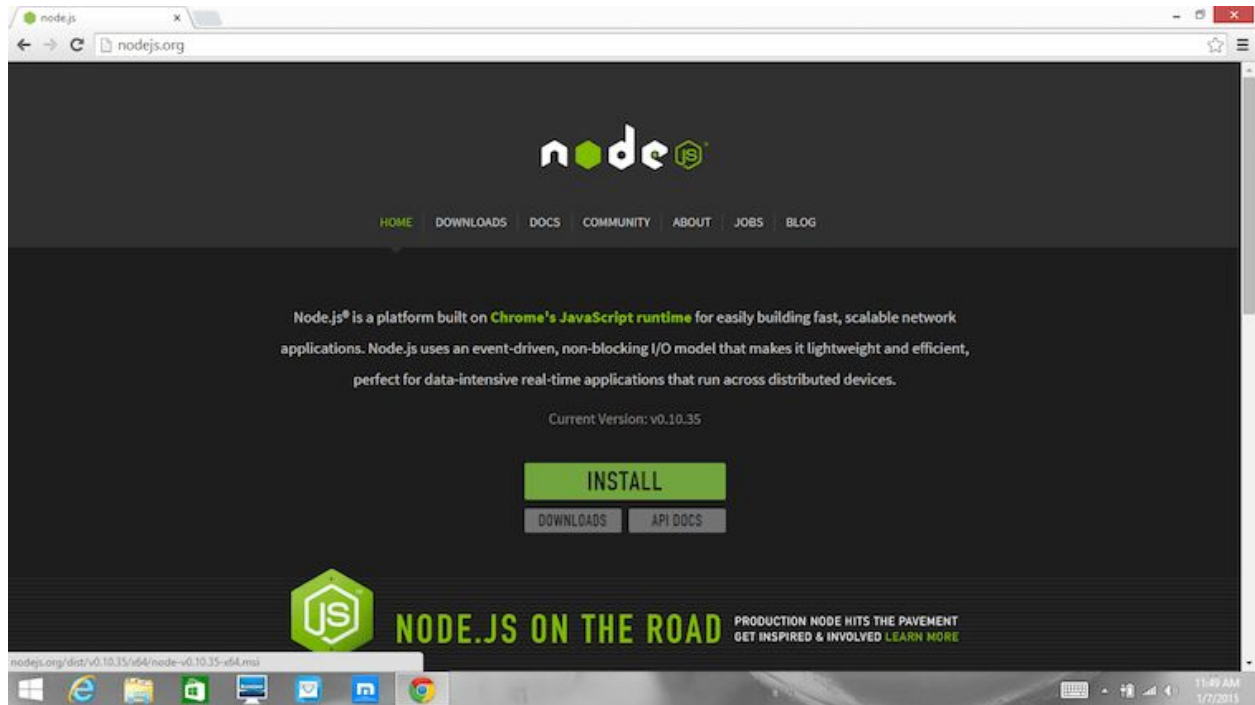 node.js
nodejs.org
node JS
HOME DOWNLOADS DOCS COMMUNITY ABOUT JOBS BLOG
Node.js® is a platform built on Chrome's JavaScript runtime for easily building fast, scalable network
applications. Node.js uses an event-driven, non-blocking I/O model that makes it lightweight and efficient,
perfect for data-intensive real-time applications that run across distributed devices.
Current Version: v0.10.35
INSTALL
DOWNLOADS API DOCS
JS
NODE.JS ON THE ROAD
PRODUCTION NODE HITS THE PAVEMENT
GET INSPIRED & INVOLVED LEARN MORE
nodejs.org/dist/v0.10.35/x64/node-v0.10.35-x64.msi
11:49 AM
1/7/2015